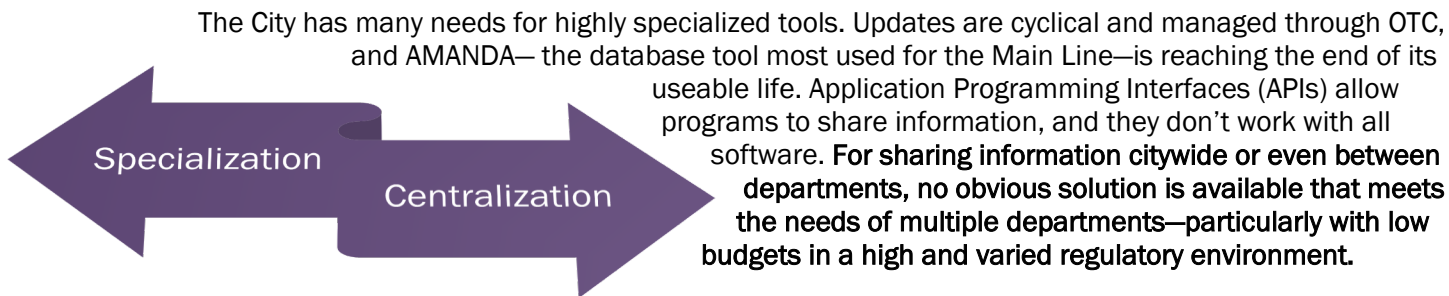 The City has many needs for highly specialized tools. Updates are cyclical and managed through OTC,
and AMANDA— the database tool most used for the Main Line—is reaching the end of its
useable life. Application Programming Interfaces (APIs) allow
programs to share information, and they don’t work with all
software. For sharing information citywide or even between
departments, no obvious solution is available that meets
the needs of multiple departments—particularly with low
budgets in a high and varied regulatory environment.
Specialization
Centralization